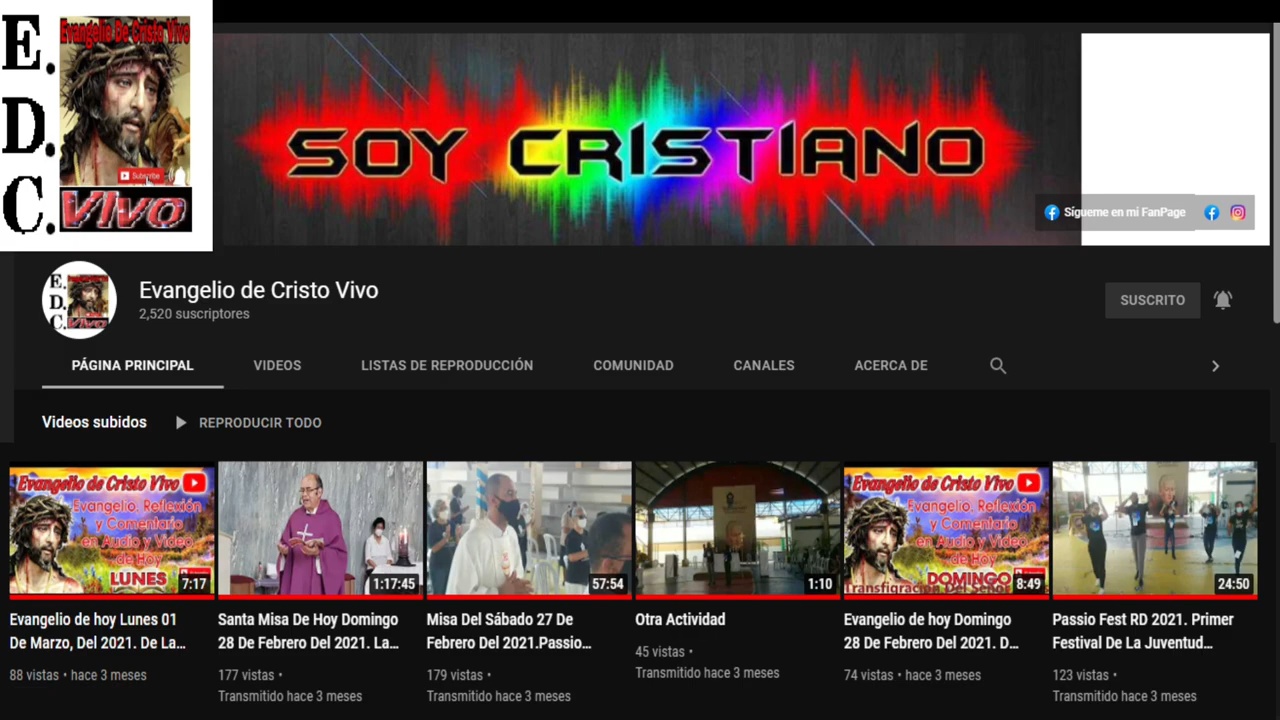 E.
D.
C.
Evangelio De Cristo Vivo
Subscribe
Vivo
SOY CRISTIANO
Sígueme en mi FanPage
E.
D.
C.
Vivo
Evangelio de Cristo Vivo
2,520 suscriptores
SUSCRITO
PÁGINA PRINCIPAL VIDEOS LISTAS DE REPRODUCCIÓN COMUNIDAD CANALES ACERCA DE
Videos subidos REPRODUCIR TODO
Evangelio de Cristo Vivo
Evangelio, Reflexión
y Comentario
en Audio y Video
de Hoy
LUNES
7:17
Evangelio de hoy Lunes 01
De Marzo, Del 2021. De La...
88 vistas • hace 3 meses
1:17:45
Santa Misa De Hoy Domingo
28 De Febrero Del 2021. La...
177 vistas •
Transmitido hace 3 meses
57:54
Misa Del Sábado 27 De
Febrero Del 2021.Passio...
179 vistas •
Transmitido hace 3 meses
1:10
Otra Actividad
45 vistas •
Transmitido hace 3 meses
Evangelio de Cristo Vivo
Evangelio, Reflexión
y Comentario
en Audio y Video
de Hoy
DOMINGO
Transfigración Del Señor
8:49
Evangelio de hoy Domingo
28 De Febrero Del 2021. D...
74 vistas • hace 3 meses
24:50
Passio Fest RD 2021. Primer
Festival De La Juventud...
123 vistas •
Transmitido hace 3 meses